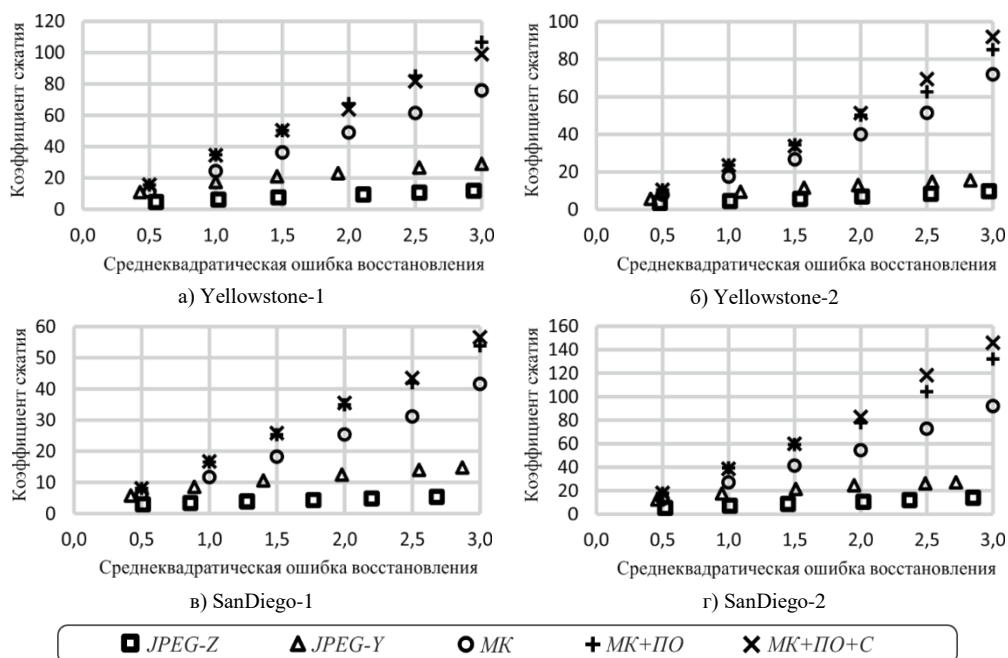 Коэффициент сжатия
120
100
80
60
40
20
0
0,0 0,5 1,0 1,5 2,0 2,5 3,0
Среднеквадратическая ошибка восстановления
а) Yellowstone-1
Коэффициент сжатия
100
80
60
40
20
0
0,0 0,5 1,0 1,5 2,0 2,5 3,0
Среднеквадратическая ошибка восстановления
б) Yellowstone-2
Коэффициент сжатия
60
50
40
30
20
10
0
0,0 0,5 1,0 1,5 2,0 2,5 3,0
Среднеквадратическая ошибка восстановления
в) SanDiego-1
Коэффициент сжатия
160
140
120
100
80
60
40
20
0
0,0 0,5 1,0 1,5 2,0 2,5 3,0
Среднеквадратическая ошибка восстановления
г) SanDiego-2
JPEG-Z JPEG-Y МК МК+ПО МК+ПО+С